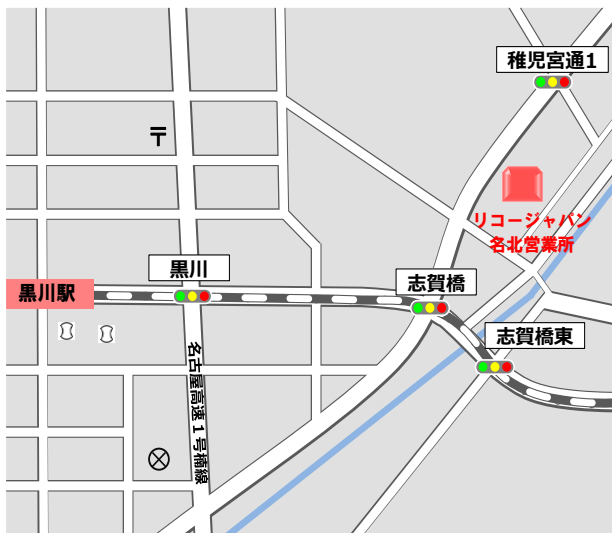 稚児宮通1
〒
リコージャパン
名北営業所
黒川
志賀橋
黒川駅
志賀橋東
名古屋高速1号楠線